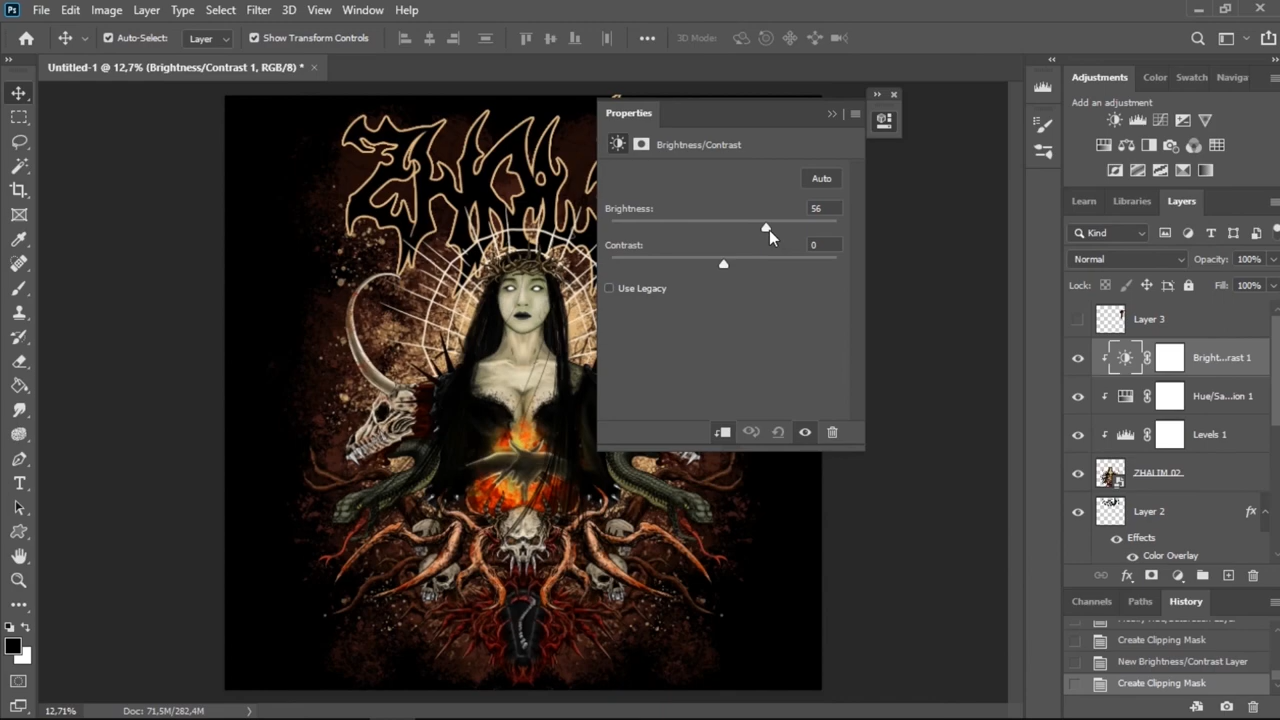 Ps File Edit Image Layer Type Select Filter 3D View Window Help
Auto-Select: Layer Show Transform Controls 3D Mode:
Untitled-1 @ 12,7% (Brightness/Contrast 1, RGB/8) *
Properties
Brightness/Contrast
Auto
Brightness: 56
Contrast: 0
Use Legacy
Adjustments Color Swatch Naviga
Add an adjustment
Learn Libraries Layers
Kind
Normal Opacity: 100%
Lock: Fill: 100%
Layer 3
Bright...rast 1
Hue/Sa...ion 1
Levels 1
ZHALIM 02
Layer 2 fx
Effects
Color Overlay
fx
Channels Paths History
Create Clipping Mask
New Brightness/Contrast Layer
Create Clipping Mask
12,71% Doc: 71,5M/282,4M